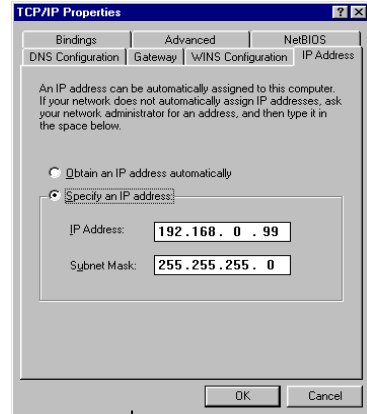 TCP/IP Properties
Bindings Advanced NetBIOS
DNS Configuration Gateway WINS Configuration IP Address
An IP address can be automatically assigned to this computer.
If your network does not automatically assign IP addresses, ask
your network administrator for an address, and then type it in
the space below.
Obtain an IP address automatically
Specify an IP address:
IP Address: 192.168. 0 .99
Subnet Mask: 255.255.255. 0
OK Cancel